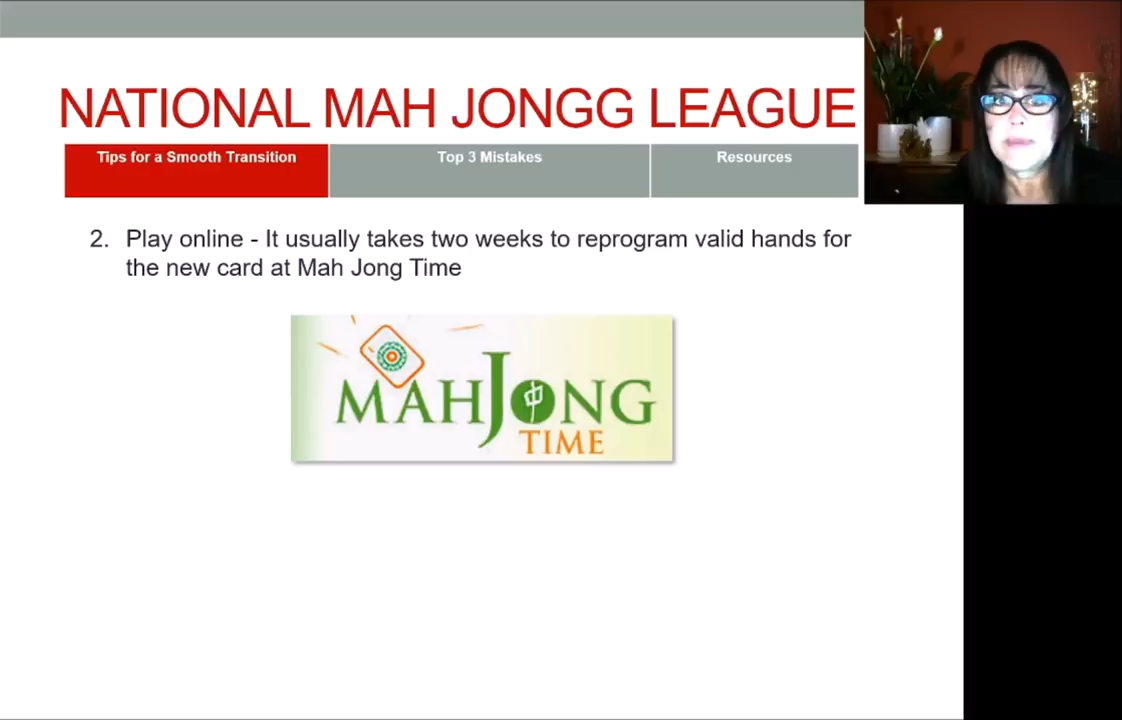 NATIONAL MAH JONGG LEAGUE
Tips for a Smooth Transition
Top 3 Mistakes
Resources
2. Play online - It usually takes two weeks to reprogram valid hands for
the new card at Mah Jong Time
MAHJONG
TIME